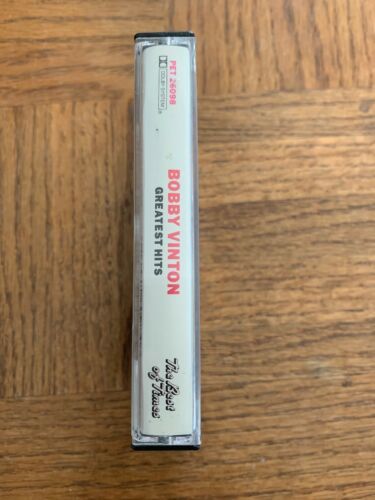 PET 26098
DOLBY SYSTEM
BOBBY VINTON
GREATEST HITS
The Best
of Times